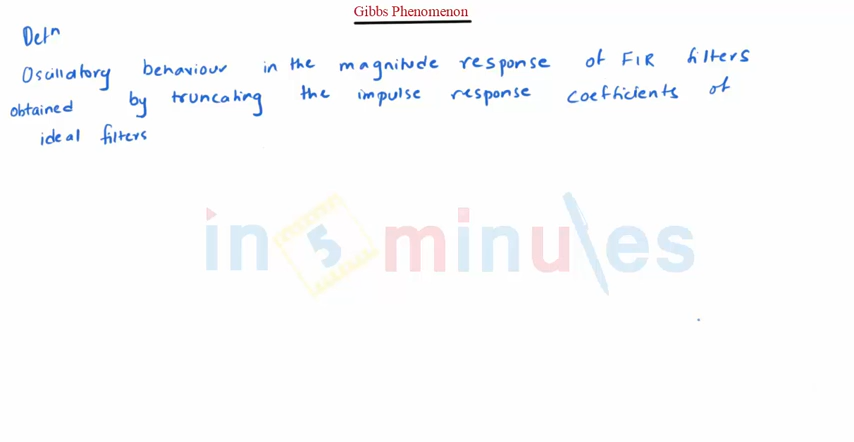 Gibbs Phenomenon
Defn
Oscillatory behaviour in the magnitude response of FIR filters
obtained by truncating the impulse response coefficients of
ideal filters
in 5 minutes